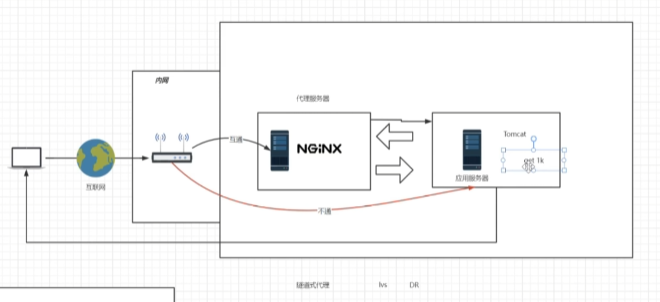 内网
代理服务器
互通
NGiNX
Tomcat
get 1k
应用服务器
互联网
不通
隧道式代理 lvs DR